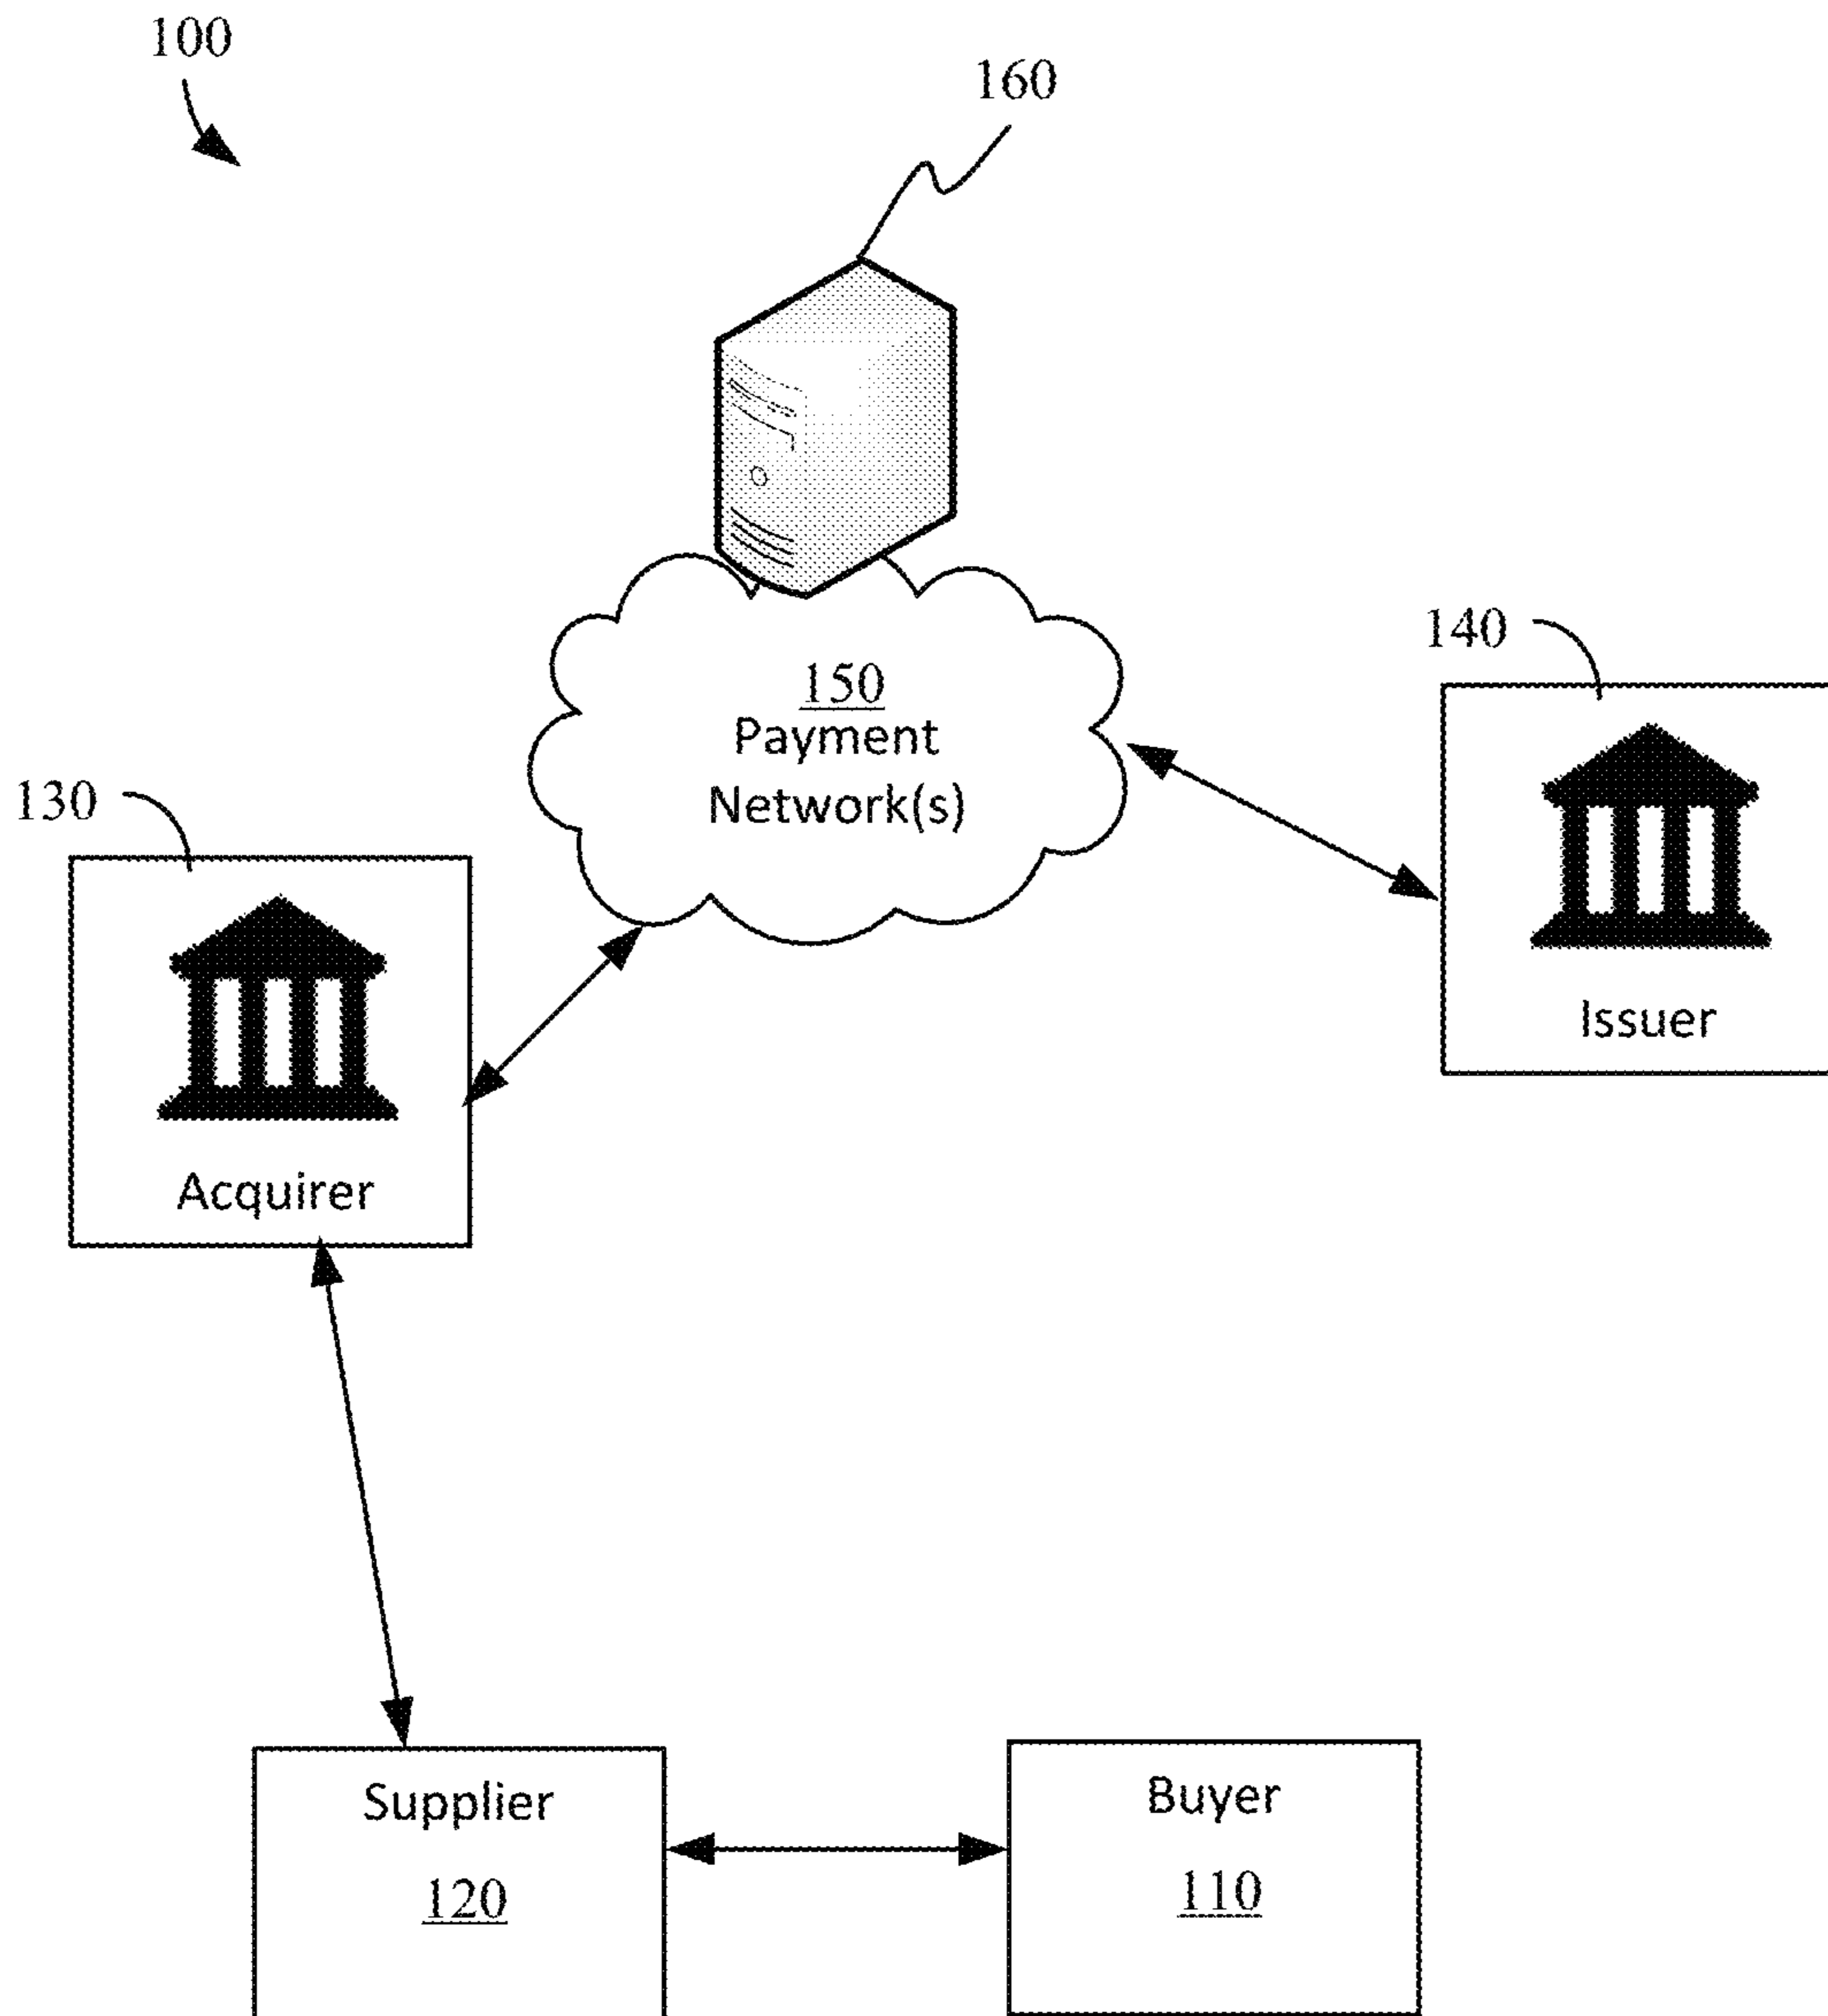 100
160
140
150
Payment
Network(s)
130
Issuer
Acquirer
Supplier
120
Buyer
110